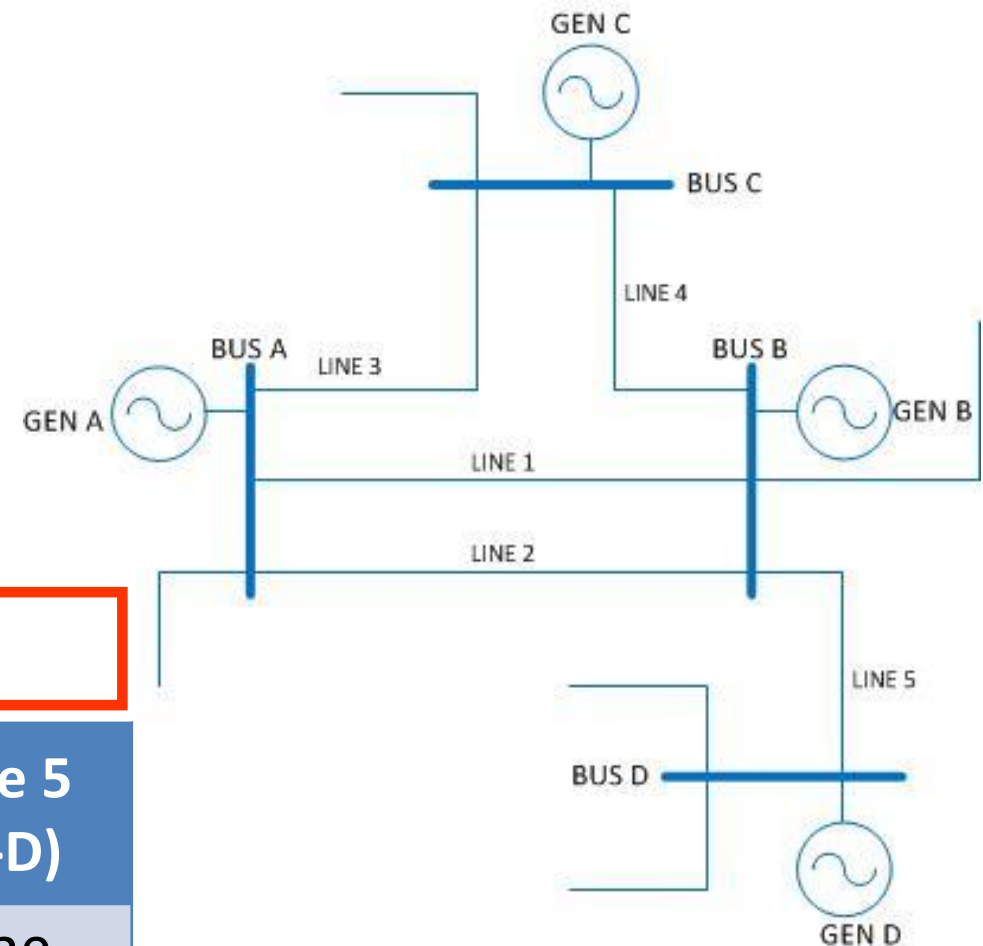 GEN C
BUS C
LINE 4
BUS A
BUS B
LINE 3
GEN A
GEN B
LINE 1
LINE 2
LINE 5
e 5
-D)
BUS D
GEN D